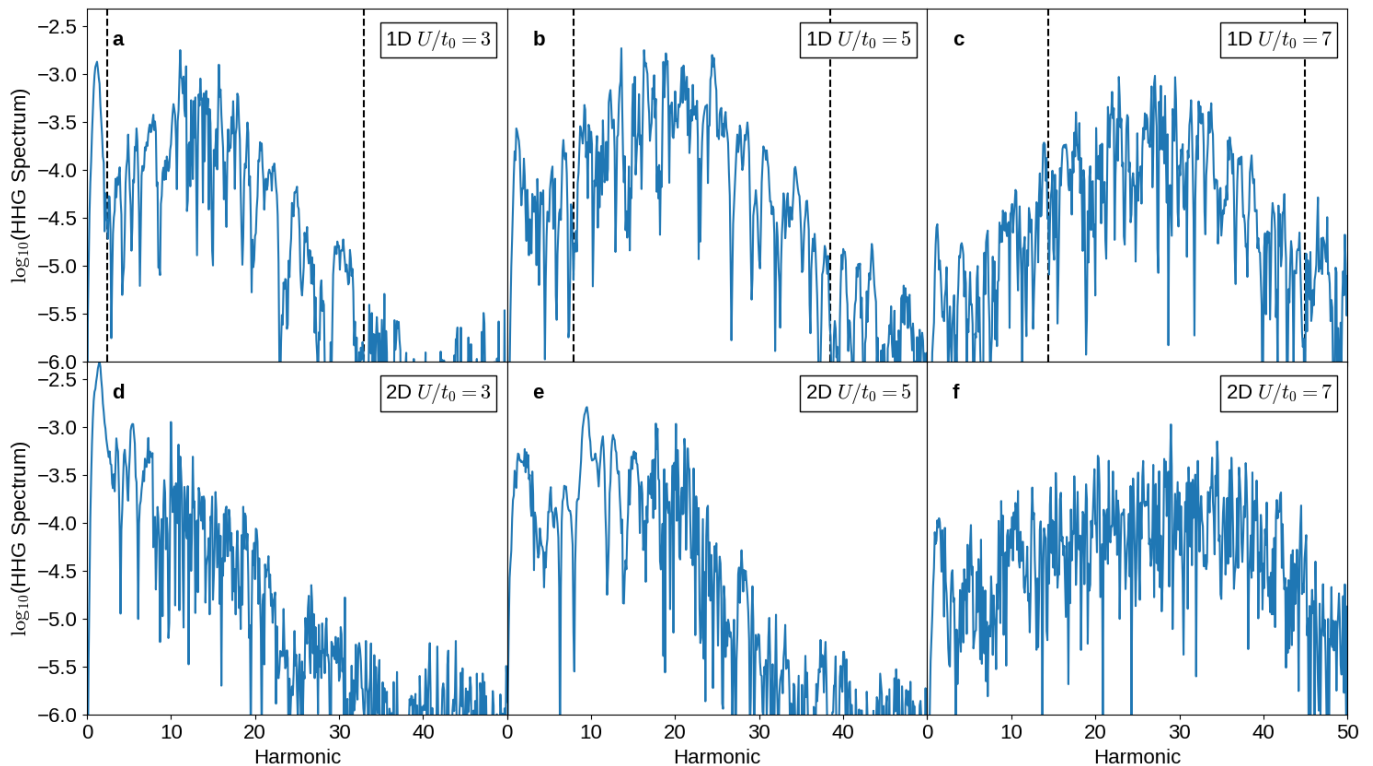 a
1D U/t₀ = 3
b
1D U/t₀ = 5
c
1D U/t₀ = 7
log₁₀(HHG Spectrum)
−2.5
−3.0
−3.5
−4.0
−4.5
−5.0
−5.5
−6.0
d
2D U/t₀ = 3
e
2D U/t₀ = 5
f
2D U/t₀ = 7
log₁₀(HHG Spectrum)
−2.5
−3.0
−3.5
−4.0
−4.5
−5.0
−5.5
−6.0
0 10 20 30 40 0 10 20 30 40 0 10 20 30 40 50
Harmonic Harmonic Harmonic